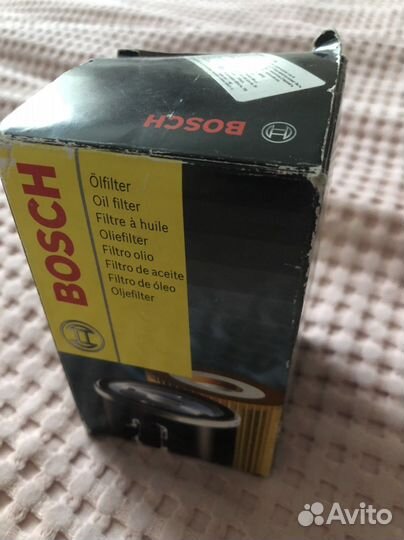 BOSCH
BOSCH
Ölfilter
Oil filter
Filtre à huile
Oliefilter
Filtro olio
Filtro de aceite
Filtro de óleo
Oljefilter
Avito